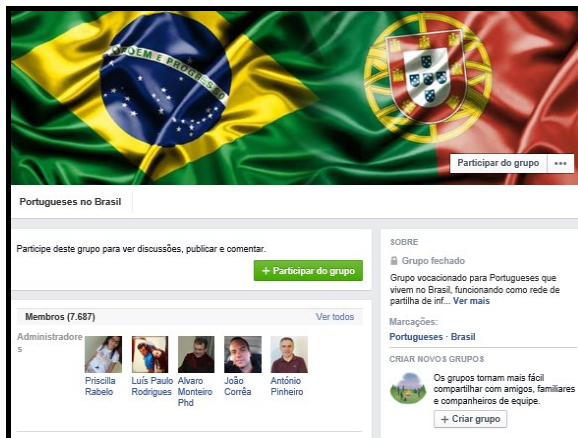 ORDEM E PROGRESSO
Participar do grupo
Portugueses no Brasil
Participe deste grupo para ver discussões, publicar e comentar.
+ Participar do grupo
Membros (7.687)
Ver todos
Administradore
s
Priscilla
Rabelo
Luís Paulo
Rodrigues
Alvaro
Monteiro
Phd
João
Corrêa
António
Pinheiro
SOBRE
Grupo fechado
Grupo vocacionado para Portugueses que
vivem no Brasil, funcionando como rede de
partilha de inf... Ver mais
Marcações:
Portugueses · Brasil
CRIAR NOVOS GRUPOS
Os grupos tornam mais fácil
compartilhar com amigos, familiares
e companheiros de equipe.
+ Criar grupo